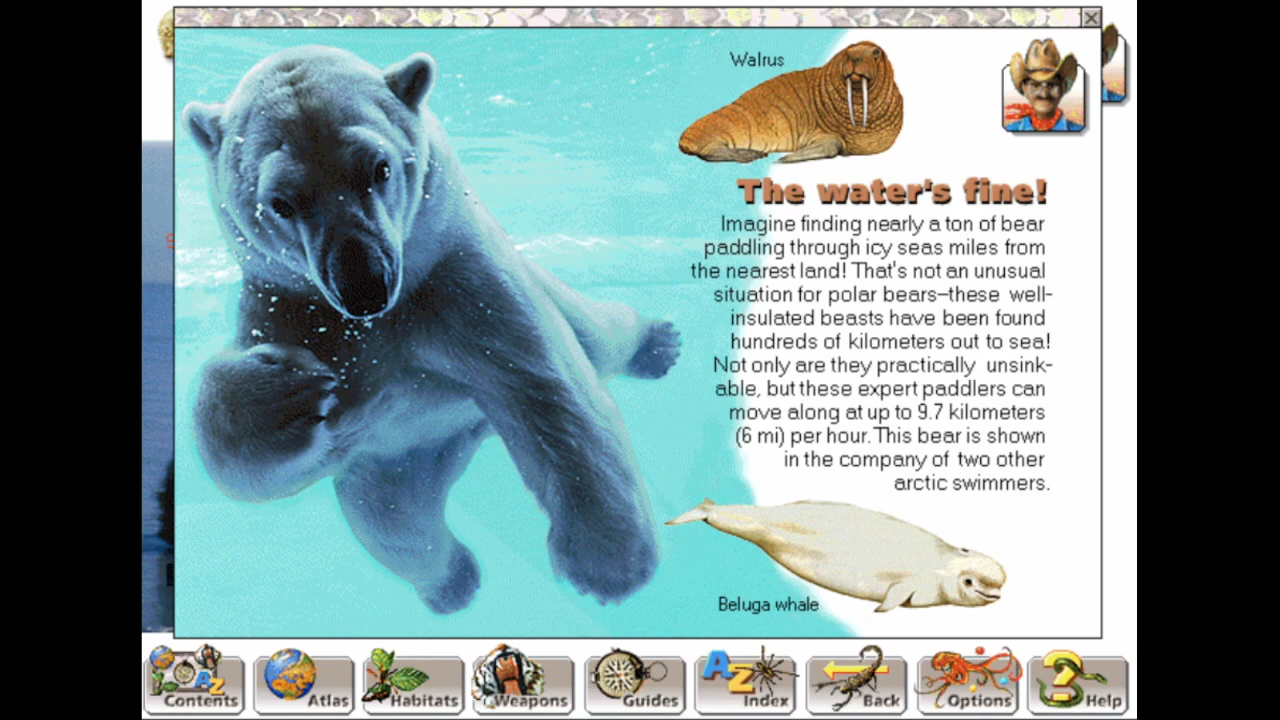 Walrus
The water's fine!
Imagine finding nearly a ton of bear
paddling through icy seas miles from
the nearest land! That's not an unusual
situation for polar bears–these well-
insulated beasts have been found
hundreds of kilometers out to sea!
Not only are they practically unsink-
able, but these expert paddlers can
move along at up to 9.7 kilometers
(6 mi) per hour. This bear is shown
in the company of two other
arctic swimmers.
Beluga whale
AZ
Contents
Atlas
Habitats
Weapons
Guides
AZ
Index
Back
Options
?
Help